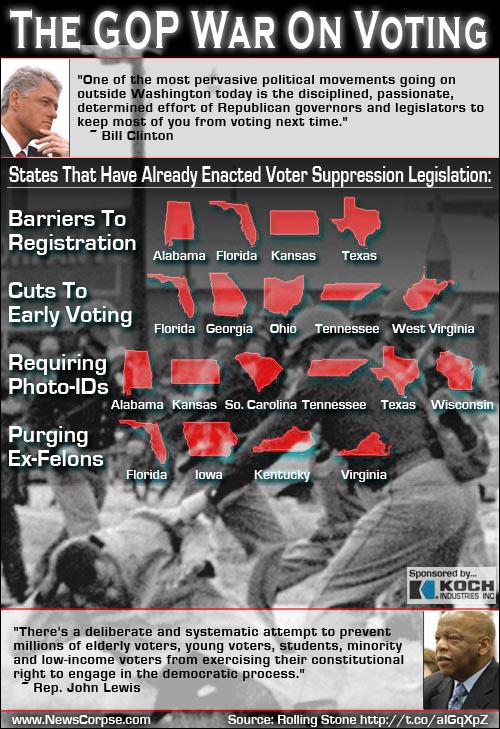 THE GOP WAR ON VOTING
"One of the most pervasive political movements going on
outside Washington today is the disciplined, passionate,
determined effort of Republican governors and legislators to
keep most of you from voting next time."
~ Bill Clinton
States That Have Already Enacted Voter Suppression Legislation:
Barriers To
Registration
Alabama Florida Kansas Texas
Cuts To
Early Voting
Florida Georgia Ohio Tennessee West Virginia
Requiring
Photo-IDs
Alabama Kansas So. Carolina Tennessee Texas Wisconsin
Purging
Ex-Felons
Florida Iowa Kentucky Virginia
Sponsored by...
KOCH
INDUSTRIES INC
"There's a deliberate and systematic attempt to prevent
millions of elderly voters, young voters, students, minority
and low-income voters from exercising their constitutional
right to engage in the democratic process."
~ Rep. John Lewis
www.NewsCorpse.com Source: Rolling Stone http://t.co/alGqXpZ